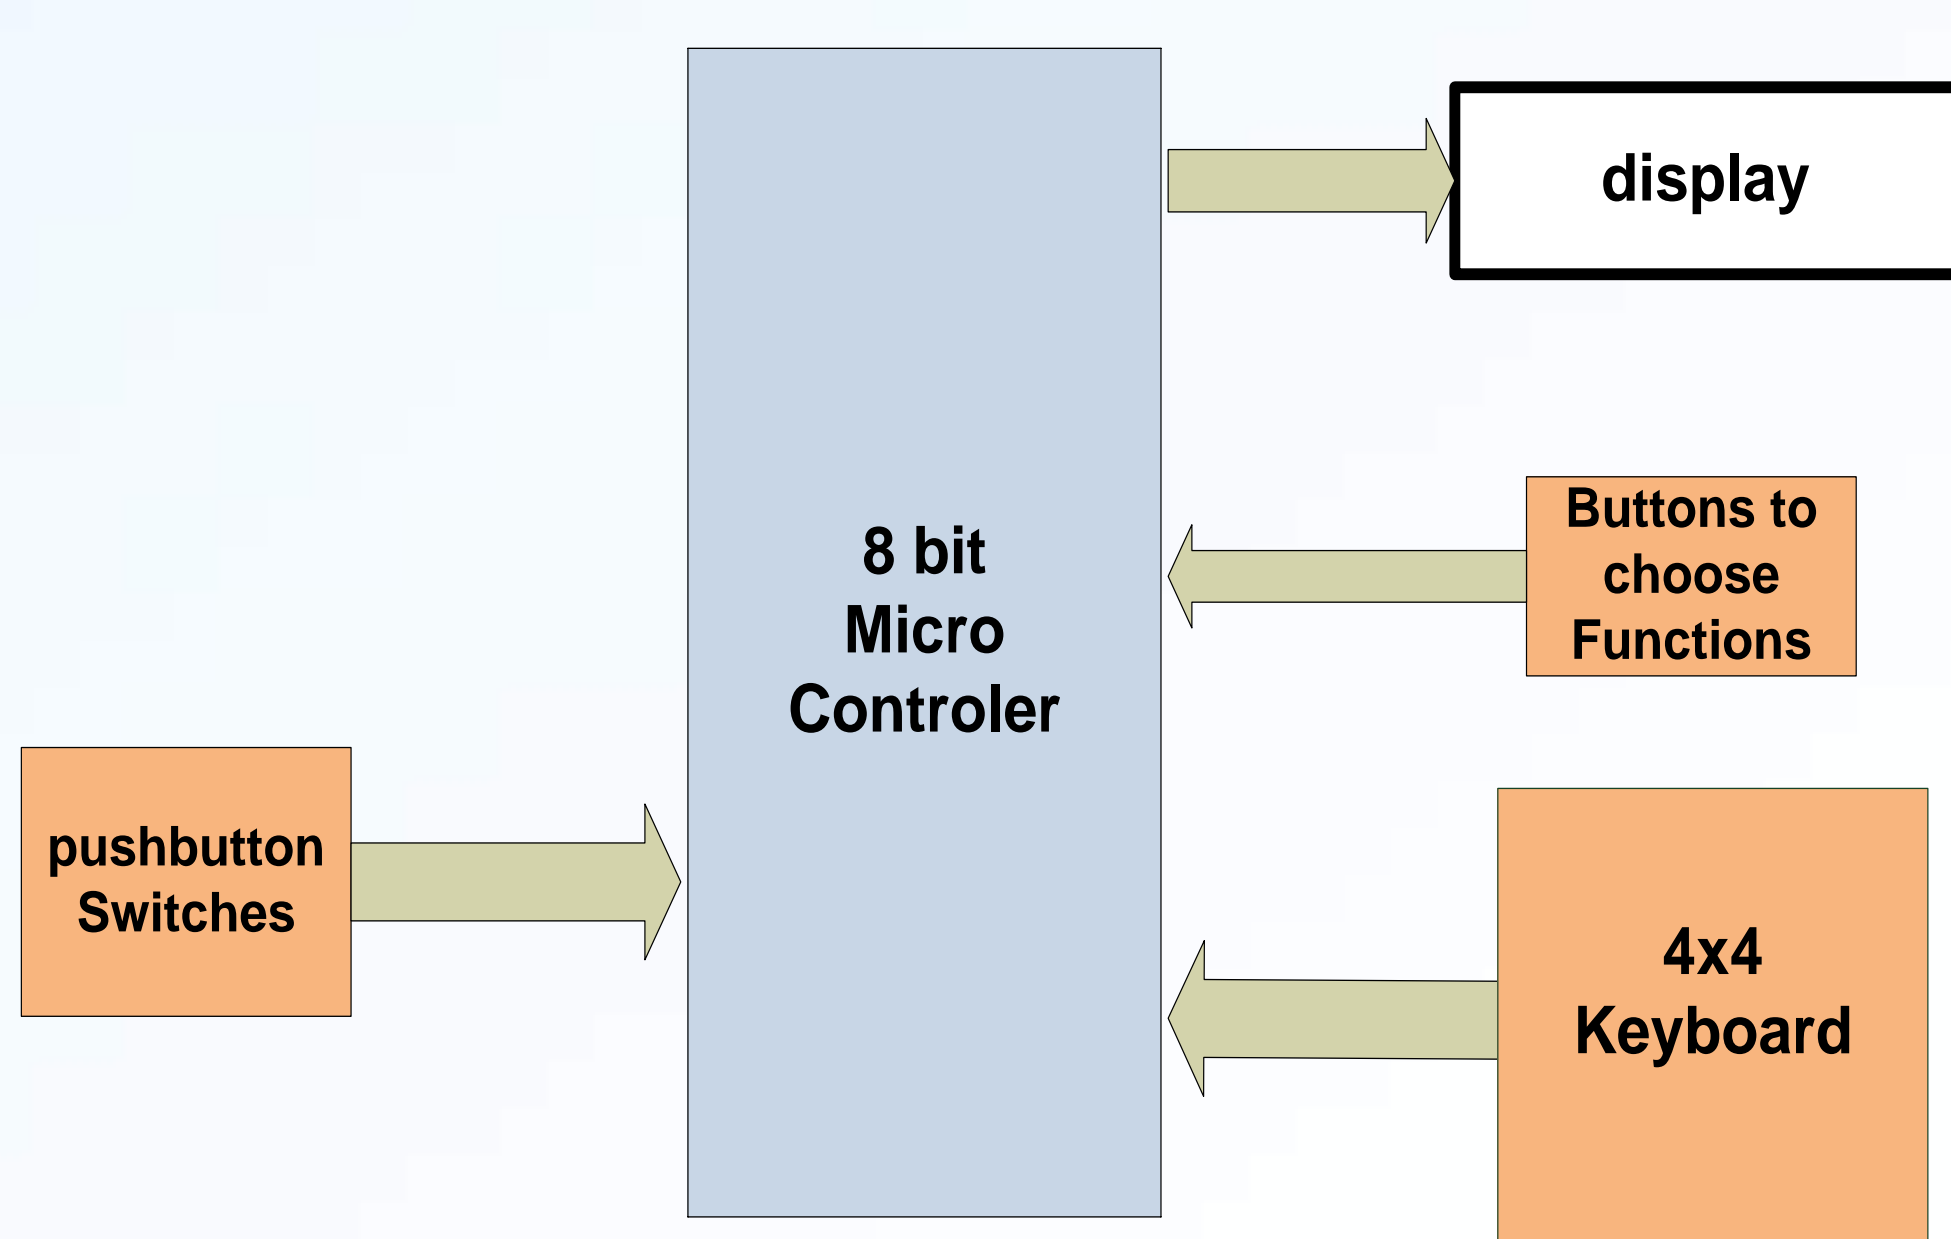 display
8 bit
Micro
Controler
Buttons to
choose
Functions
pushbutton
Switches
4x4
Keyboard